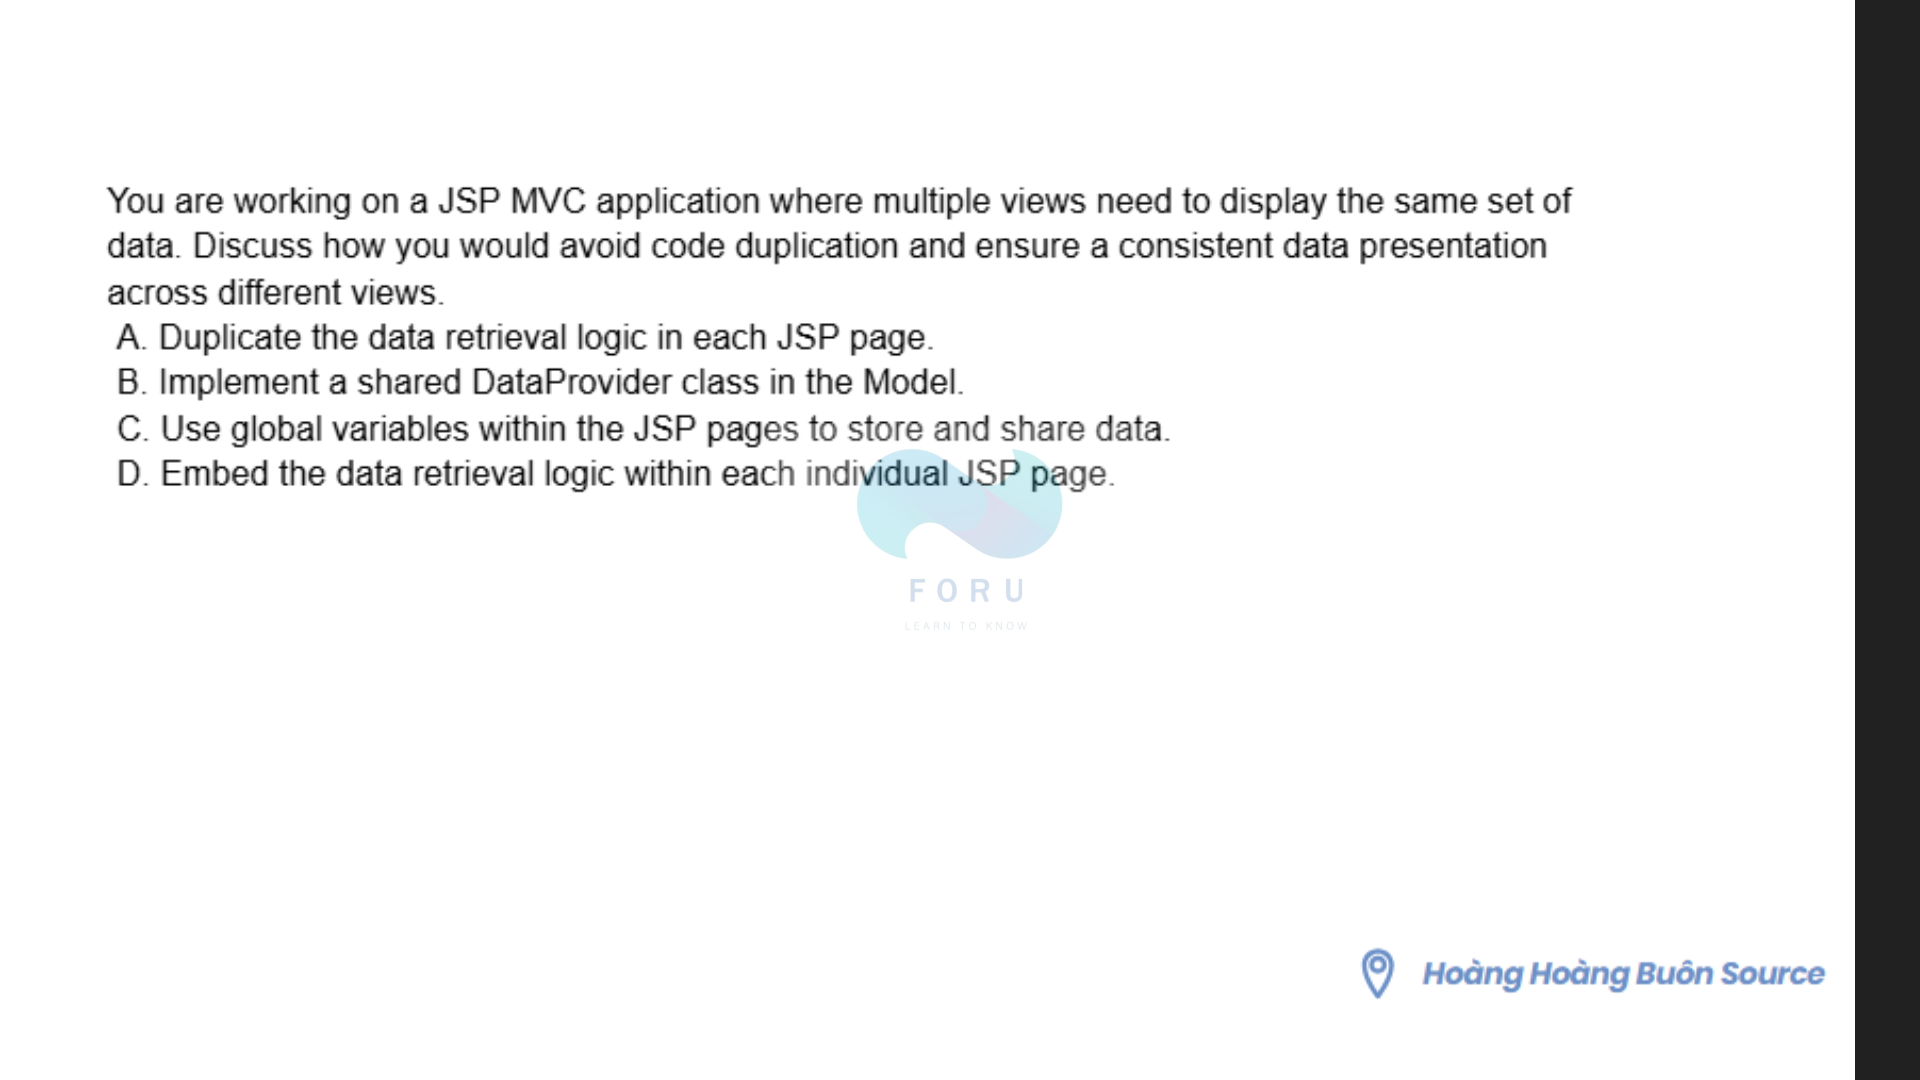 You are working on a JSP MVC application where multiple views need to display the same set of
data. Discuss how you would avoid code duplication and ensure a consistent data presentation
across different views.
A. Duplicate the data retrieval logic in each JSP page.
B. Implement a shared DataProvider class in the Model.
C. Use global variables within the JSP pages to store and share data.
D. Embed the data retrieval logic within each individual JSP page.
FORU
LEARN TO KNOW
Hoàng Hoàng Buôn Source